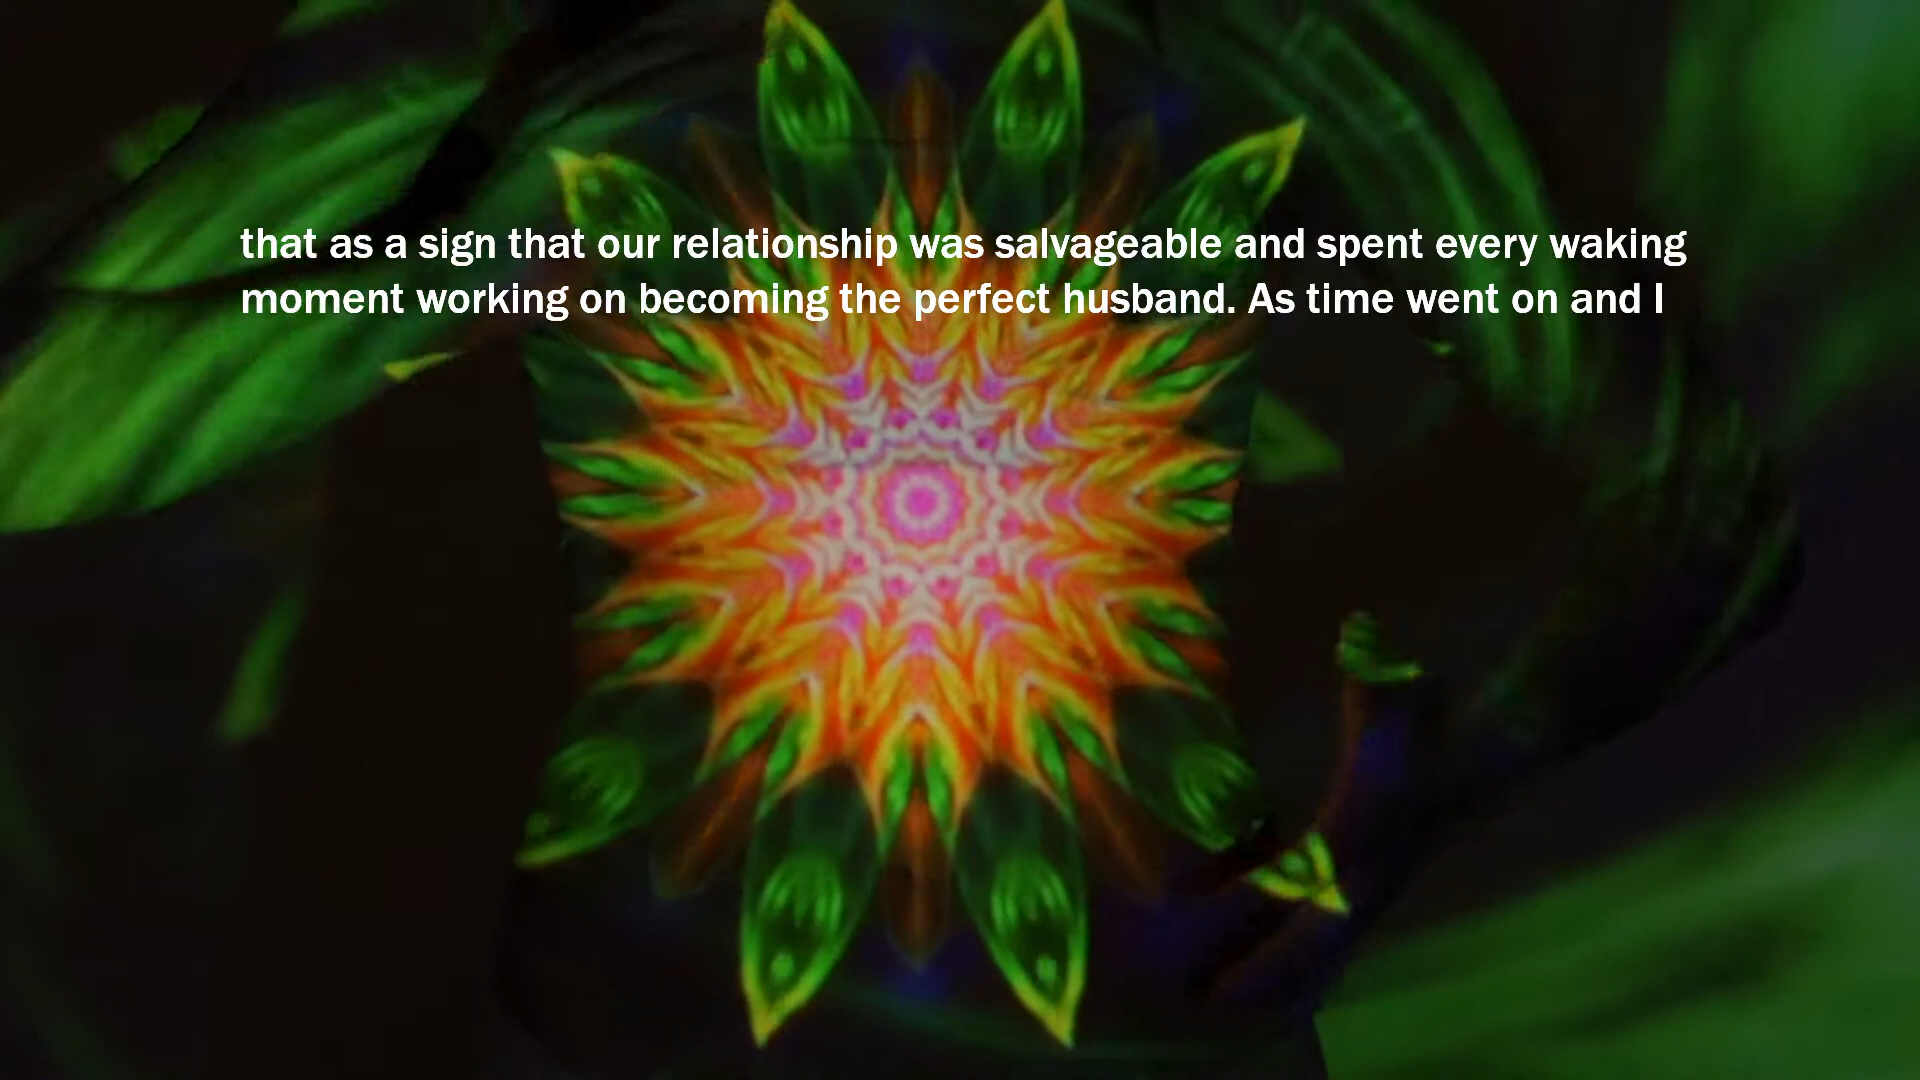 that as a sign that our relationship was salvageable and spent every waking
moment working on becoming the perfect husband. As time went on and I